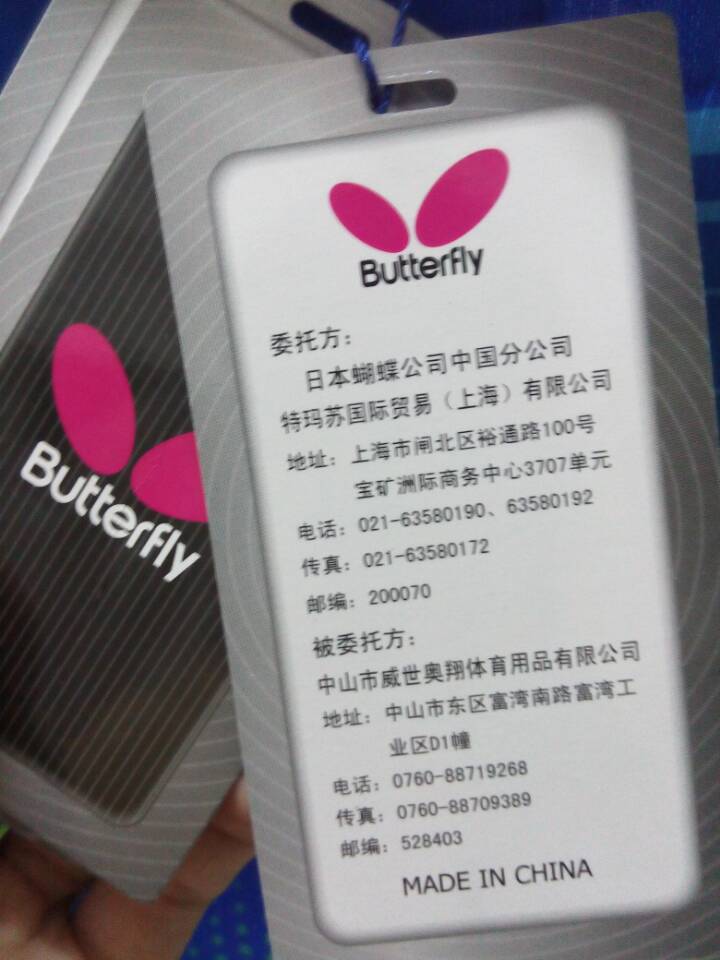 Butterfly
委托方：
日本蝴蝶公司中国分公司
特玛苏国际贸易（上海）有限公司
地址：上海市闸北区裕通路100号
宝矿洲际商务中心3707单元
电话：021-63580190、63580192
传真：021-63580172
邮编：200070
被委托方：
中山市威世奥翔体育用品有限公司
地址：中山市东区富湾南路富湾工
业区D1幢
电话：0760-88719268
传真：0760-88709389
邮编：528403
MADE IN CHINA
Butterfly